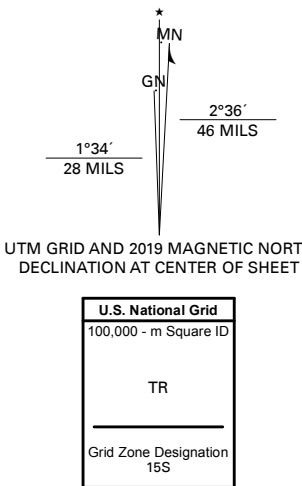 MN
GN
2°36´
46 MILS
1°34´
28 MILS
UTM GRID AND 2019 MAGNETIC NORT
DECLINATION AT CENTER OF SHEET
U.S. National Grid
100,000 - m Square ID
TR
Grid Zone Designation
15S